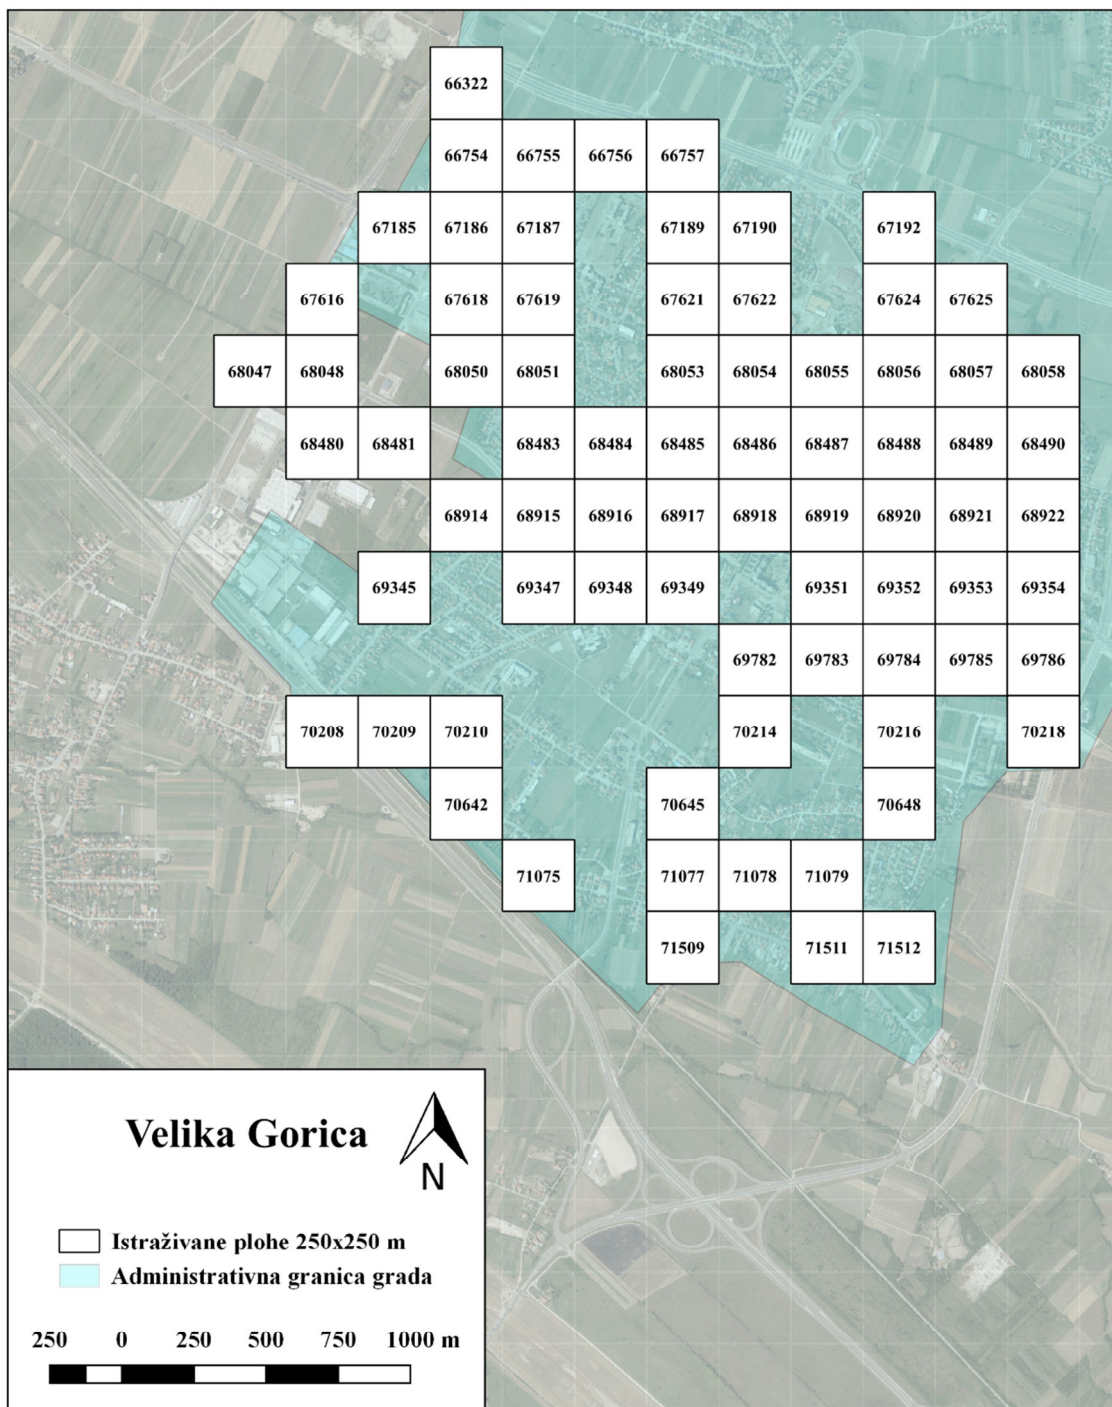 66322
66754 66755 66756 66757
67185 67186 67187 67189 67190 67192
67616 67618 67619 67621 67622 67624 67625
68047 68048 68050 68051 68053 68054 68055 68056 68057 68058
68480 68481 68483 68484 68485 68486 68487 68488 68489 68490
68914 68915 68916 68917 68918 68919 68920 68921 68922
69345 69347 69348 69349 69351 69352 69353 69354
69782 69783 69784 69785 69786
70208 70209 70210 70214 70216 70218
70642 70645 70648
71075 71077 71078 71079
71509 71511 71512
Velika Gorica
N
Istraživane plohe 250x250 m
Administrativna granica grada
250 0 250 500 750 1000 m